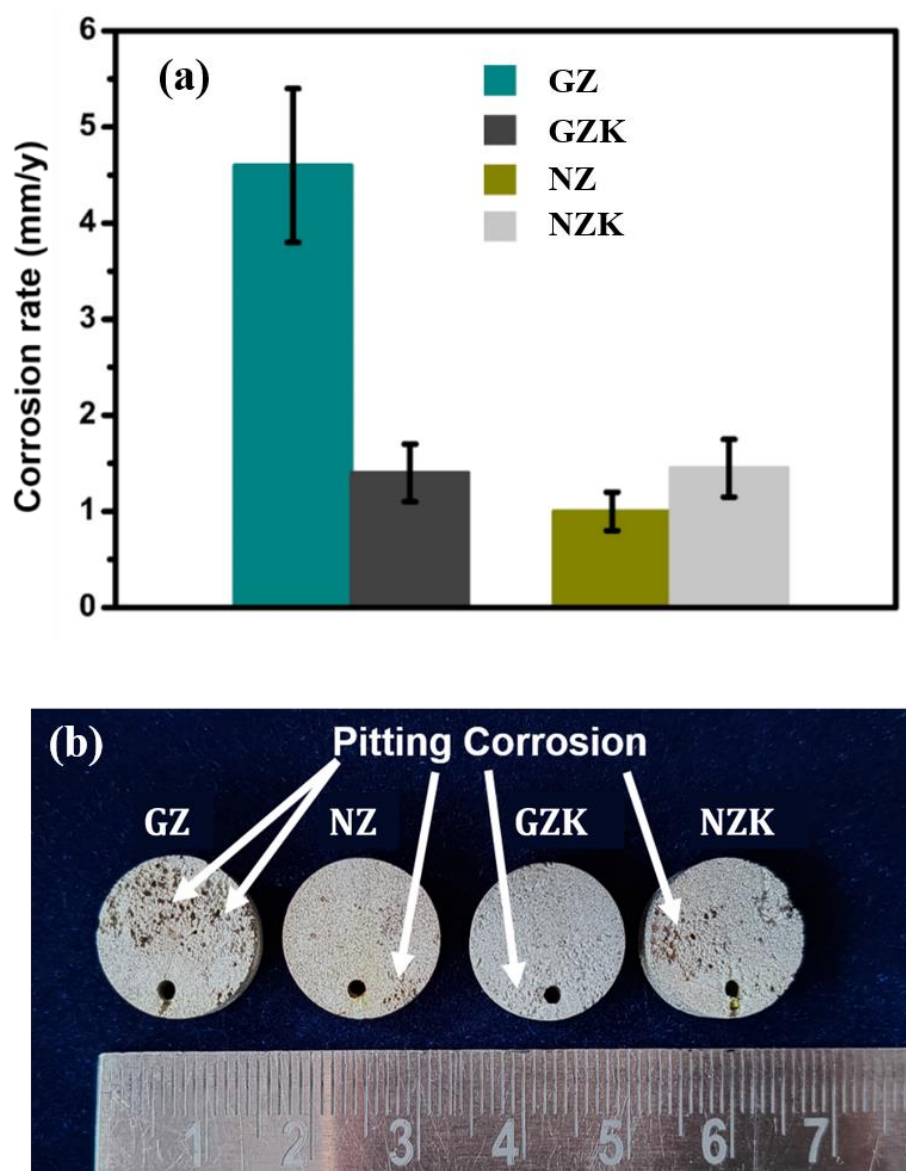 (a)
GZ
GZK
NZ
NZK
Corrosion rate (mm/y)
6
5
4
3
2
1
0
(b)
Pitting Corrosion
GZ NZ GZK NZK
1 2 3 4 5 6 7